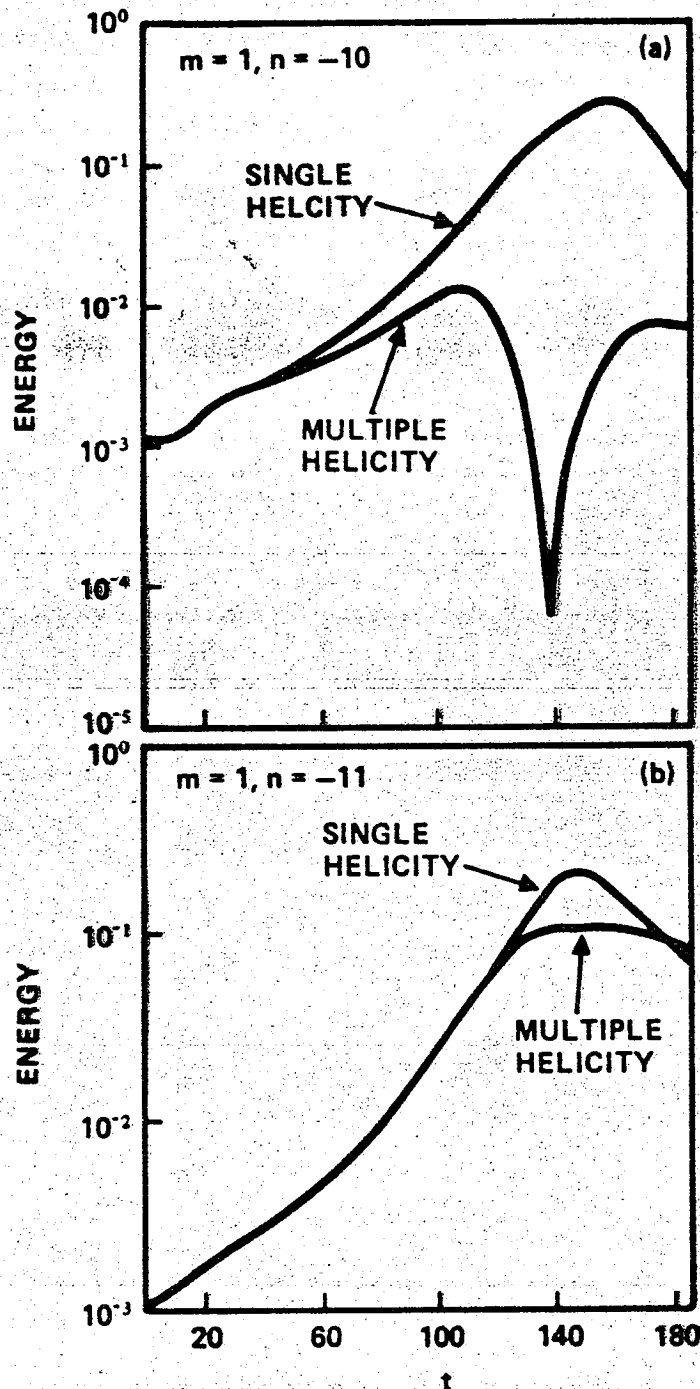 10⁰
m = 1, n = −10
(a)
10⁻¹
SINGLE
HELCITY
10⁻²
ENERGY
MULTIPLE
HELICITY
10⁻³
10⁻⁴
10⁻⁵
10⁰
m = 1, n = −11
(b)
SINGLE
HELICITY
10⁻¹
ENERGY
MULTIPLE
HELICITY
10⁻²
10⁻³
20 60 100 140 180
t